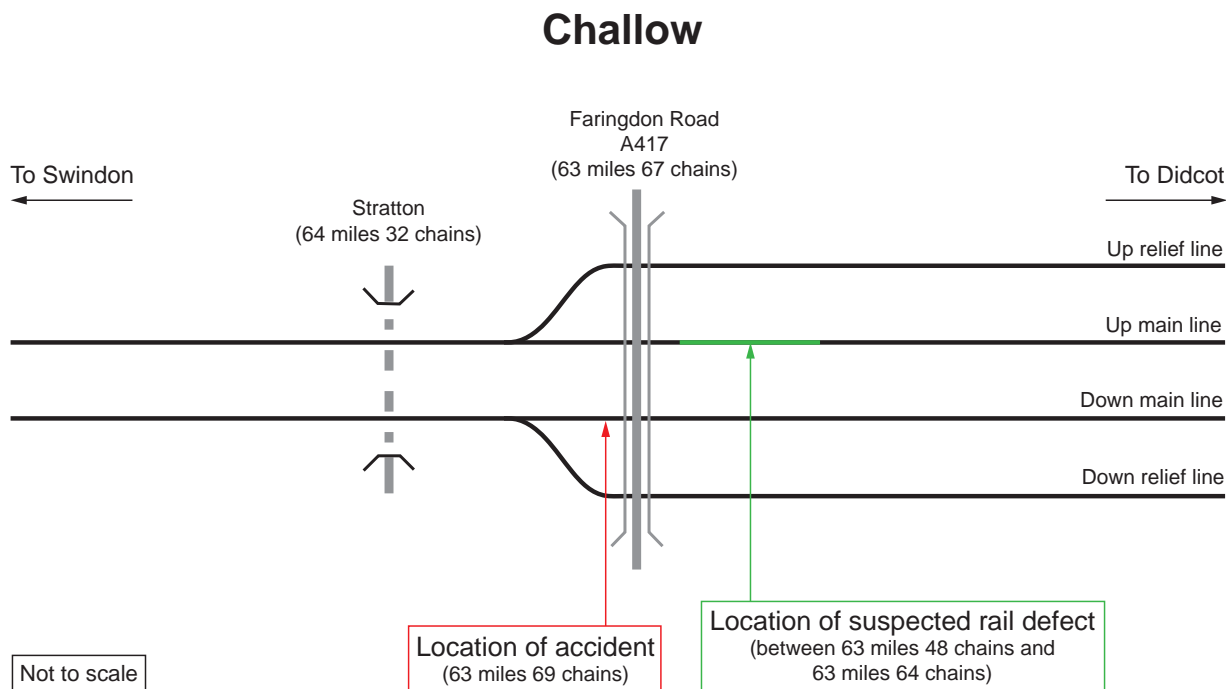 Challow
Faringdon Road
A417
(63 miles 67 chains)
To Swindon
To Didcot
Stratton
(64 miles 32 chains)
Up relief line
Up main line
Down main line
Down relief line
Location of accident
(63 miles 69 chains)
Location of suspected rail defect
(between 63 miles 48 chains and
63 miles 64 chains)
Not to scale